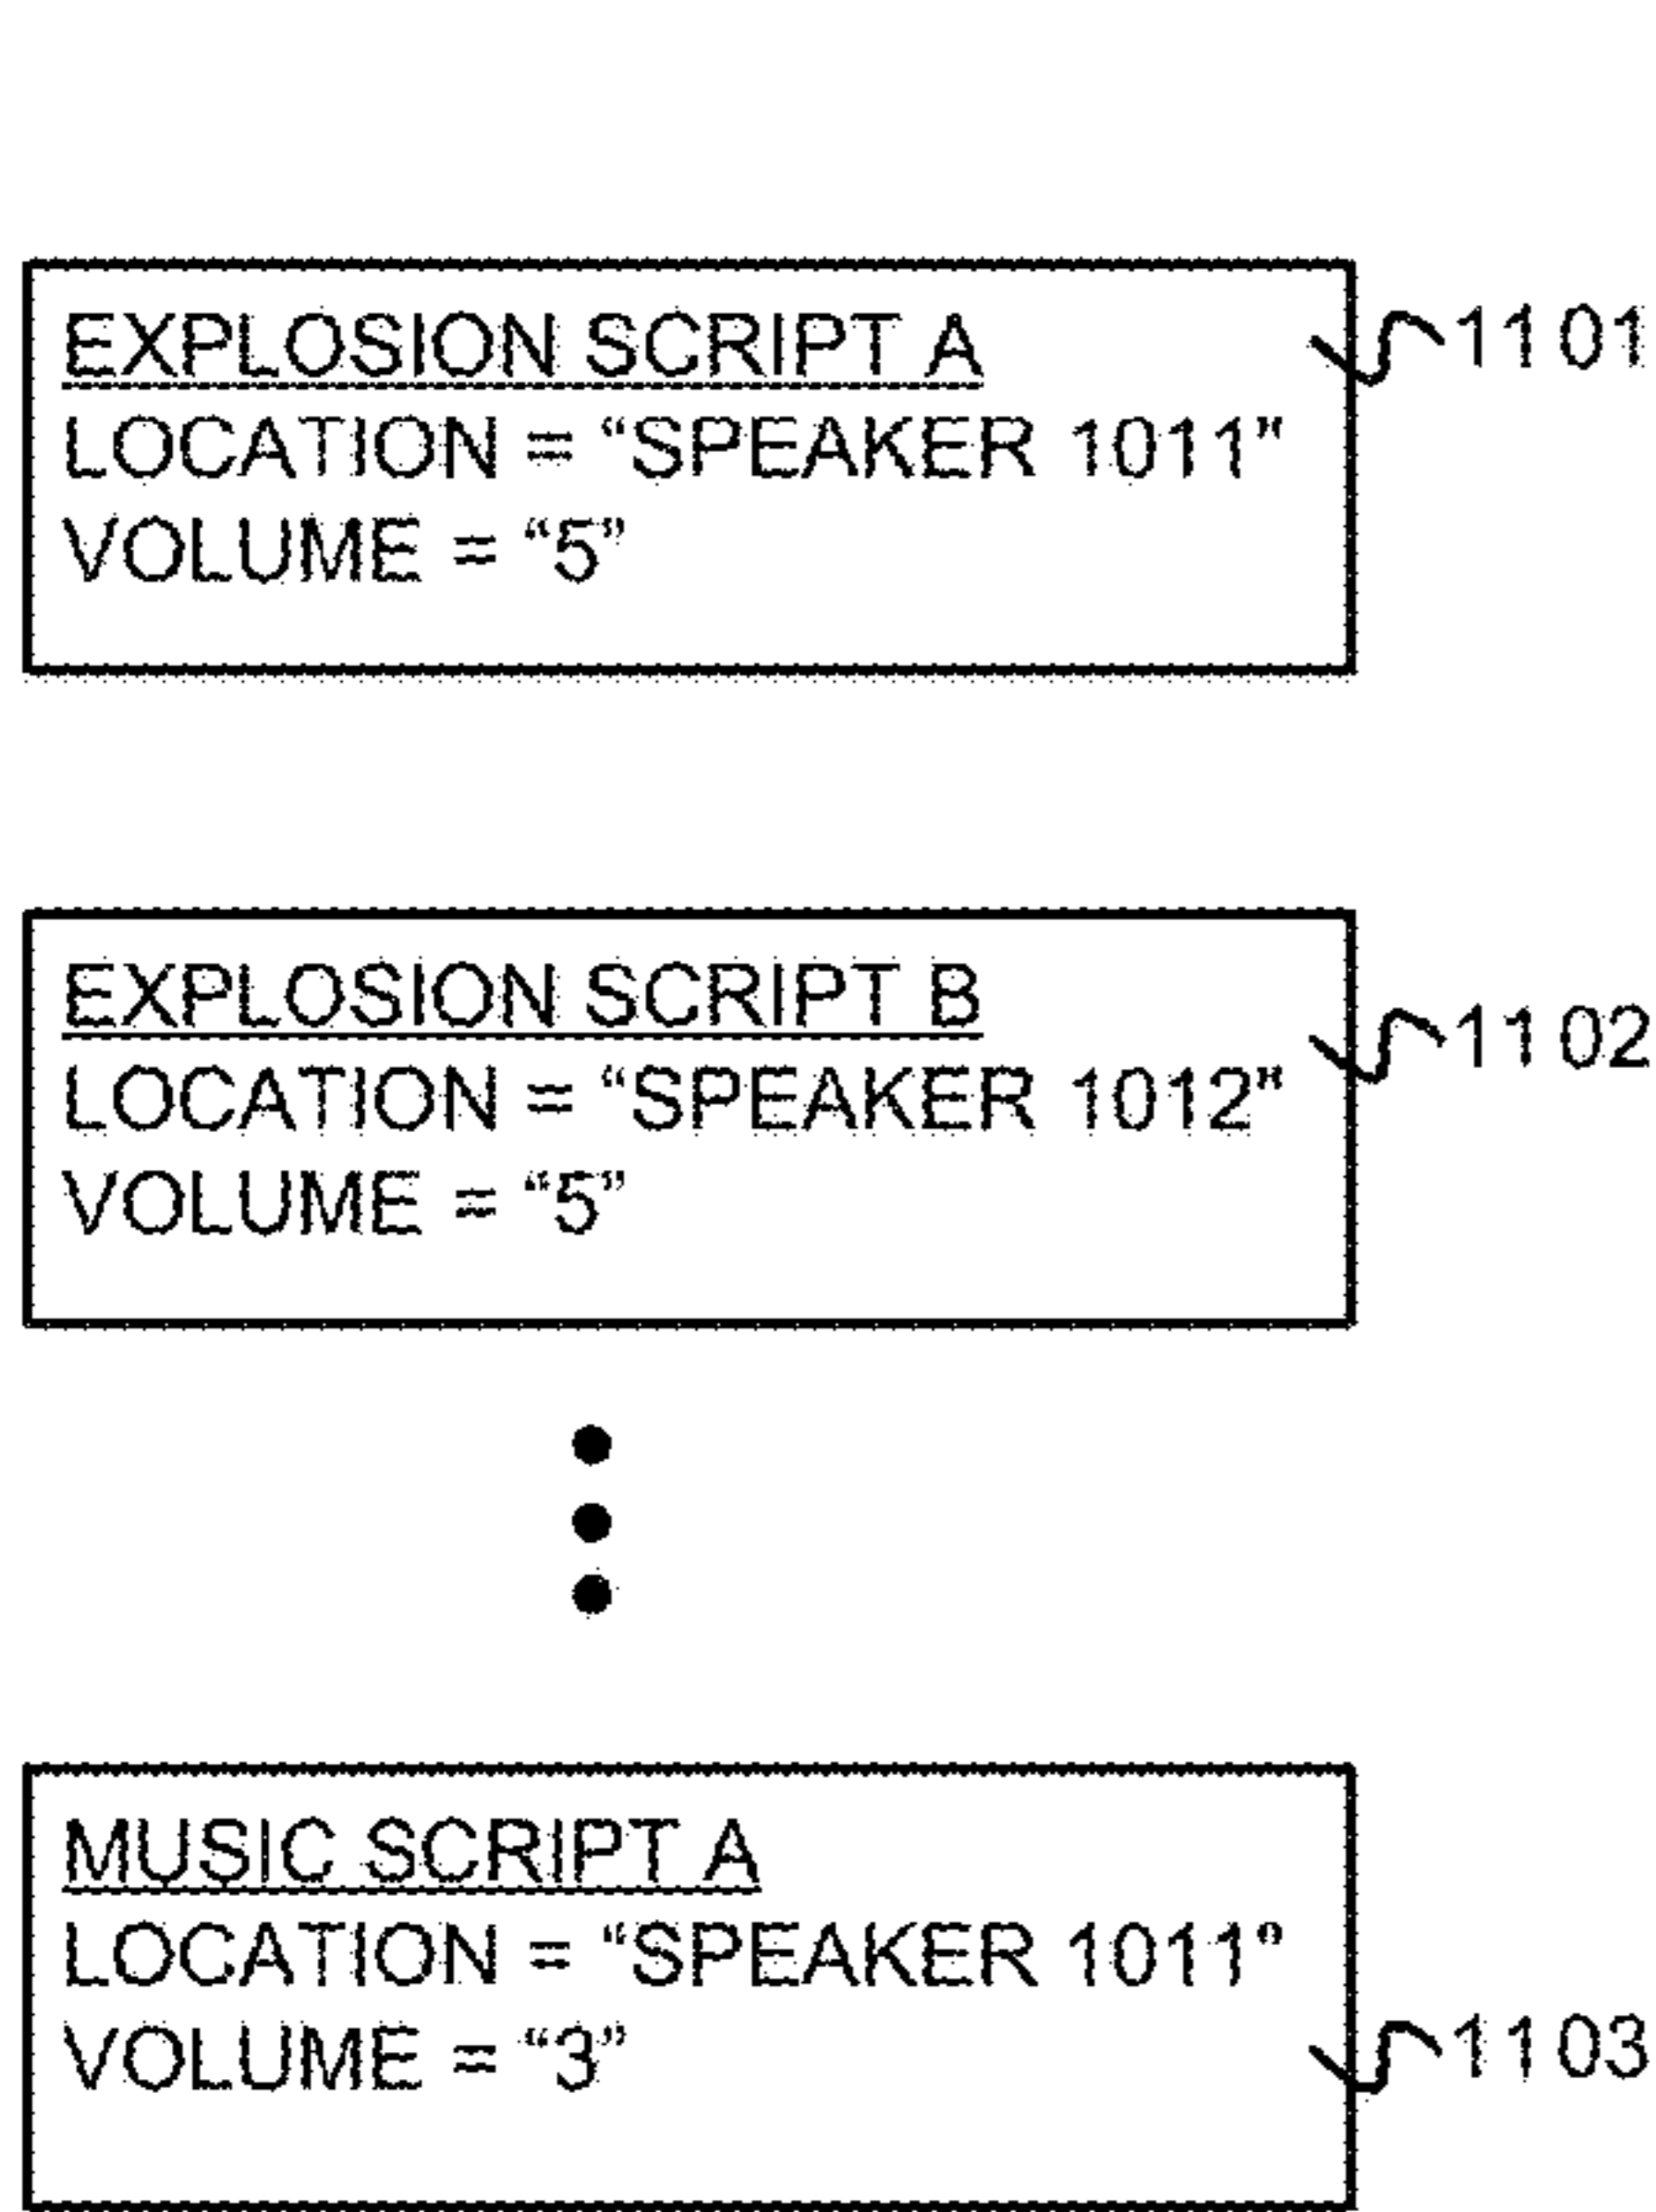 EXPLOSION SCRIPT A
1101
LOCATION = “SPEAKER 1011”
VOLUME = “5”
EXPLOSION SCRIPT B
1102
LOCATION = “SPEAKER 1012”
VOLUME = “5”
MUSIC SCRIPT A
LOCATION = “SPEAKER 1011”
VOLUME = “3”
1103